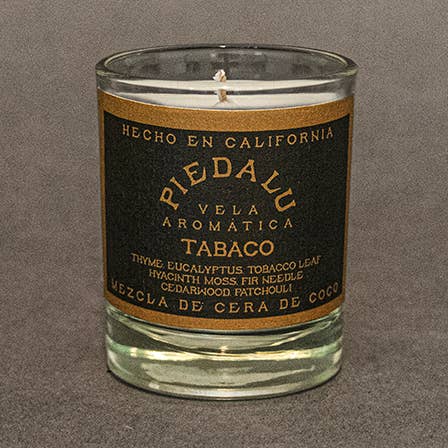 HECHO EN CALIFORNIA
PIEDALU
VELA
AROMÁTICA
TABACO
THYME, EUCALYPTUS, TOBACCO LEAF
HYACINTH MOSS, FIR NEEDLE
CEDARWOOD, PATCHOULI
MEZCLA DE CERA DE COCO